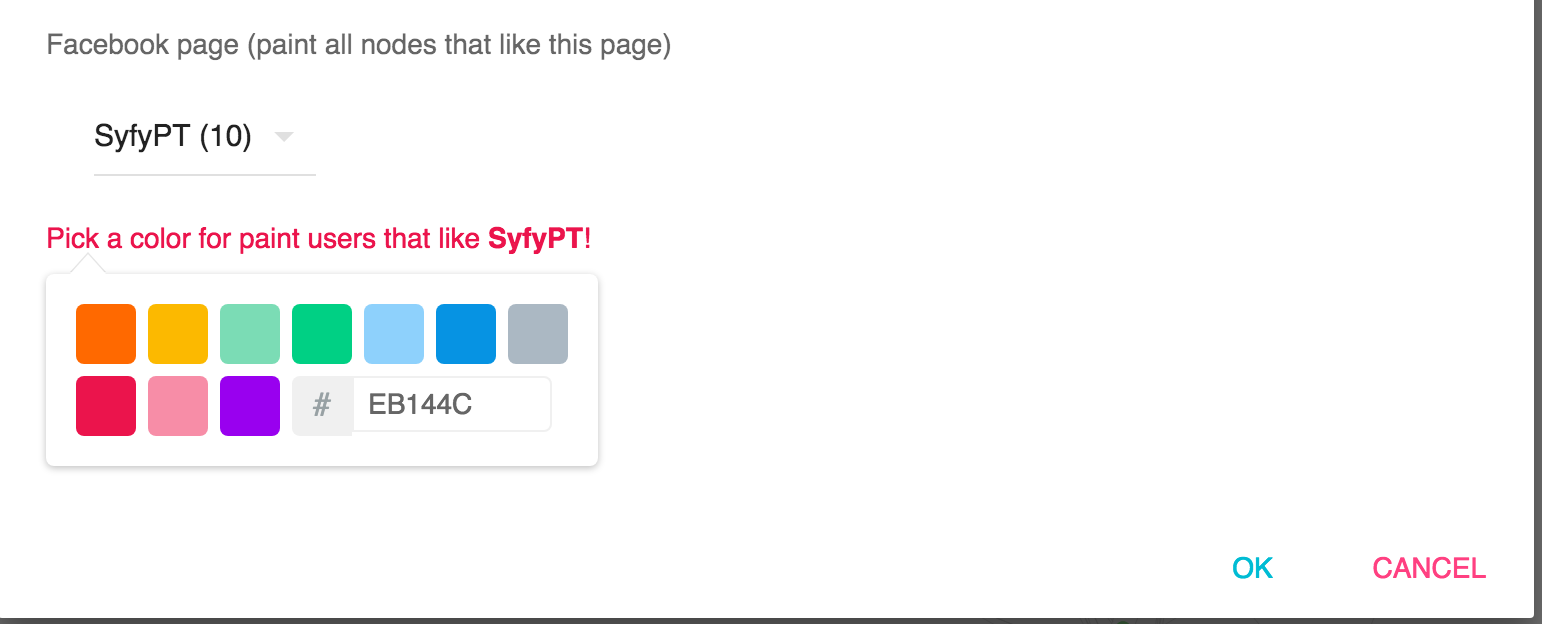 Facebook page (paint all nodes that like this page)
SyfyPT (10)
Pick a color for paint users that like SyfyPT!
# EB144C
OK CANCEL